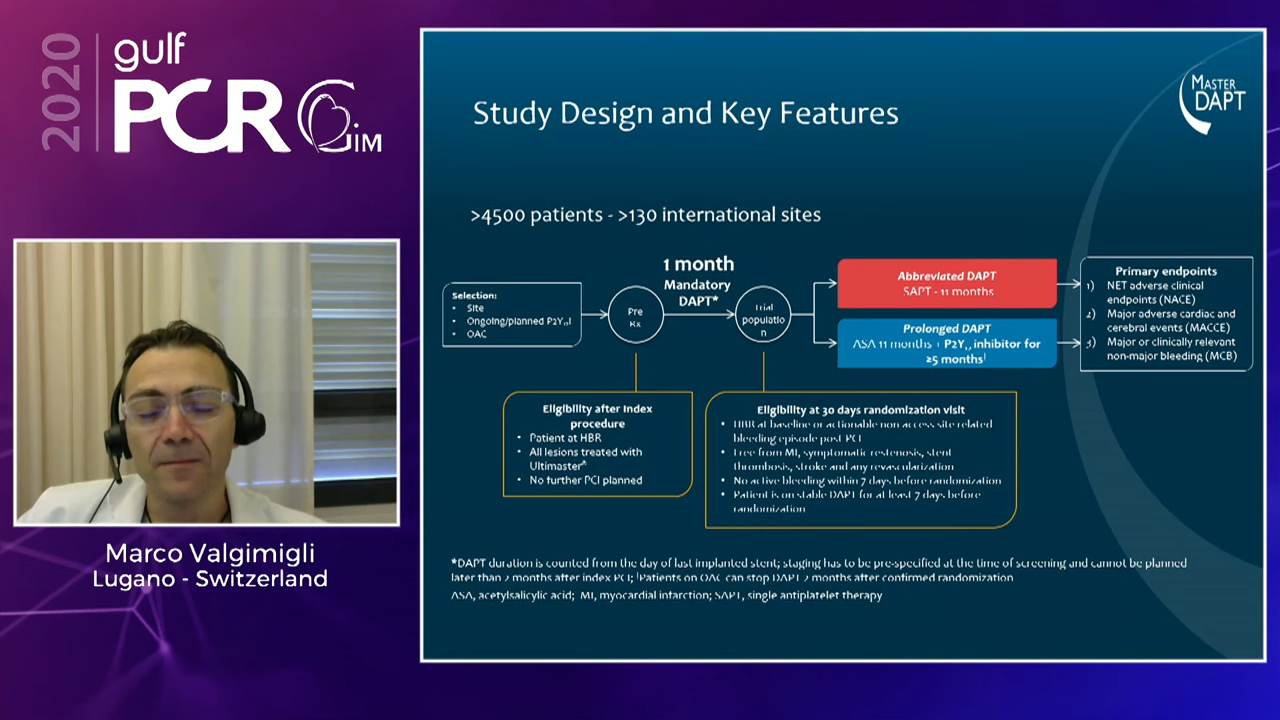 2020
gulf
PCR GIM
Marco Valgimigli
Lugano - Switzerland
MASTER
DAPT
Study Design and Key Features
>4500 patients - >130 international sites
Selection:
• Site
• Ongoing/planned P2Y₁₂I
• OAC
Pre
Rx
1 month
Mandatory
DAPT*
Trial
populatio
n
Abbreviated DAPT
SAPT - 11 months
Prolonged DAPT
ASA 11 months + P2Y₁₂ inhibitor for
≥5 months¹
Primary endpoints
1) NET adverse clinical
endpoints (NACE)
2) Major adverse cardiac and
cerebral events (MACCE)
3) Major or clinically relevant
non-major bleeding (MCB)
Eligibility after index
procedure
• Patient at HBR
• All lesions treated with
Ultimaster
• No further PCI planned
Eligibility at 30 days randomization visit
• HBR at baseline or actionable non access site related
bleeding episode post PCI
• Free from MI, symptomatic restenosis, stent
thrombosis, stroke and any revascularization
• No active bleeding within 7 days before randomization
• Patient is on stable DAPT for at least 7 days before
randomization
*DAPT duration is counted from the day of last implanted stent; staging has to be pre-specified at the time of screening and cannot be planned
later than 2 months after index PCI; ¹Patients on OAC can stop DAPT 2 months after confirmed randomization
ASA, acetylsalicylic acid; MI, myocardial infarction; SAPT, single antiplatelet therapy